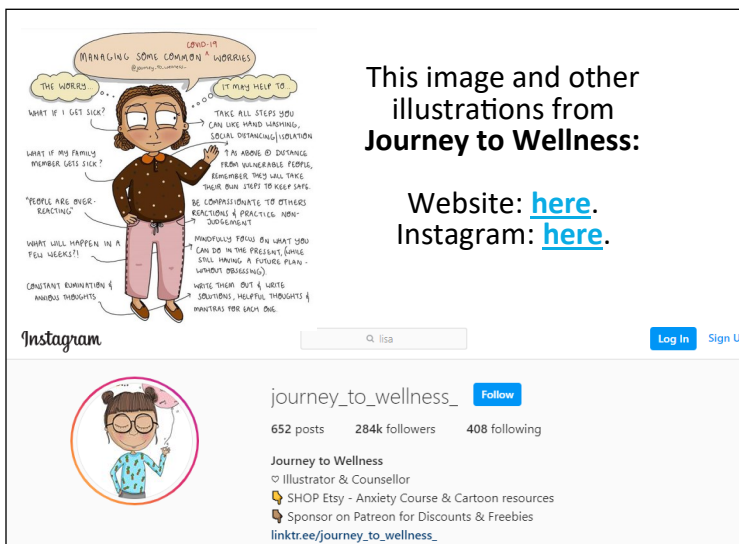 COVID-19
MANAGING SOME COMMON ^ WORRIES
@journey_to_wellness_
THE WORRY...
IT MAY HELP TO...
WHAT IF I GET SICK?
TAKE ALL STEPS YOU
CAN LIKE HAND WASHING,
SOCIAL DISTANCING/ISOLATION
WHAT IF MY FAMILY
MEMBER GETS SICK?
↑ AS ABOVE & DISTANCE
FROM VULNERABLE PEOPLE,
REMEMBER THEY WILL TAKE
THEIR OWN STEPS TO KEEP SAFE.
"PEOPLE ARE OVER-
REACTING"
BE COMPASSIONATE TO OTHERS
REACTIONS & PRACTICE NON-
JUDGEMENT
WHAT WILL HAPPEN IN A
FEW WEEKS?!
MINDFULLY FOCUS ON WHAT YOU
CAN DO IN THE PRESENT, (WHILE
STILL HAVING A FUTURE PLAN -
WITHOUT OBSESSING).
CONSTANT RUMINATION &
ANXIOUS THOUGHTS
WRITE THEM OUT & WRITE
SOLUTIONS, HELPFUL THOUGHTS &
MANTRAS FOR EACH ONE.
This image and other
illustrations from
Journey to Wellness:
Website: here.
Instagram: here.
Instagram
lisa
Log In
Sign U
journey_to_wellness_
Follow
652 posts 284k followers 408 following
Journey to Wellness
♡ Illustrator & Counsellor
👇 SHOP Etsy - Anxiety Course & Cartoon resources
👇🏽 Sponsor on Patreon for Discounts & Freebies
linktr.ee/journey_to_wellness_